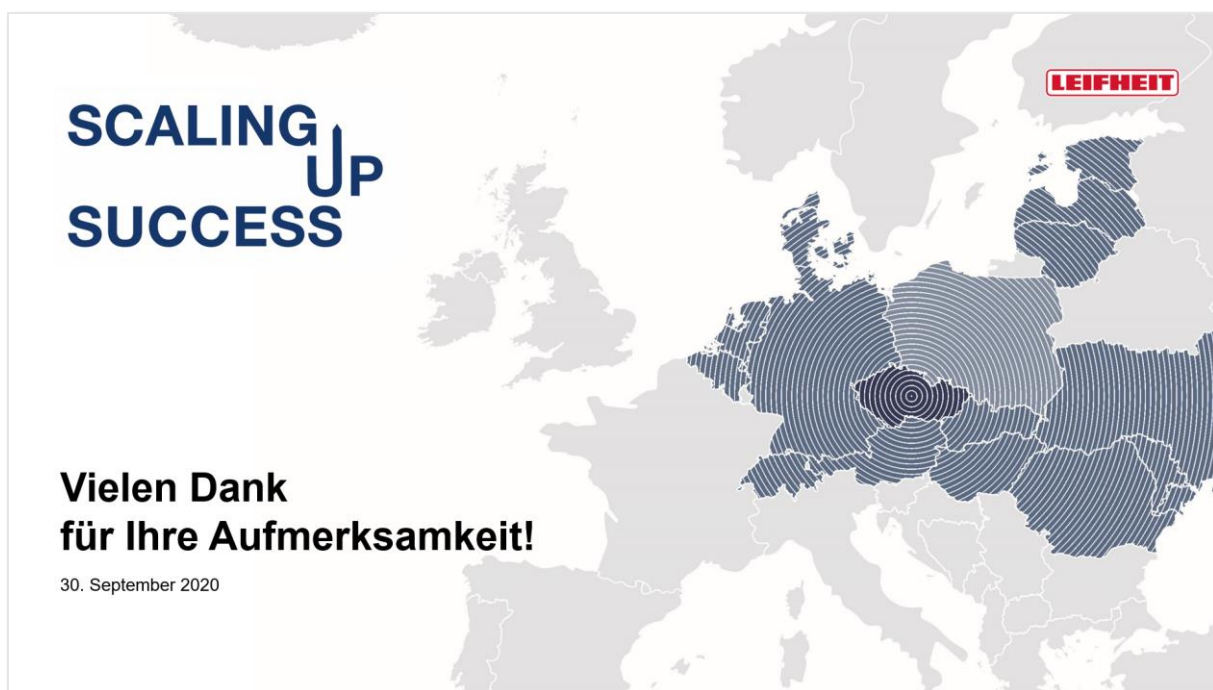 SCALING
UP
SUCCESS
LEIFHEIT
Vielen Dank
für Ihre Aufmerksamkeit!
30. September 2020